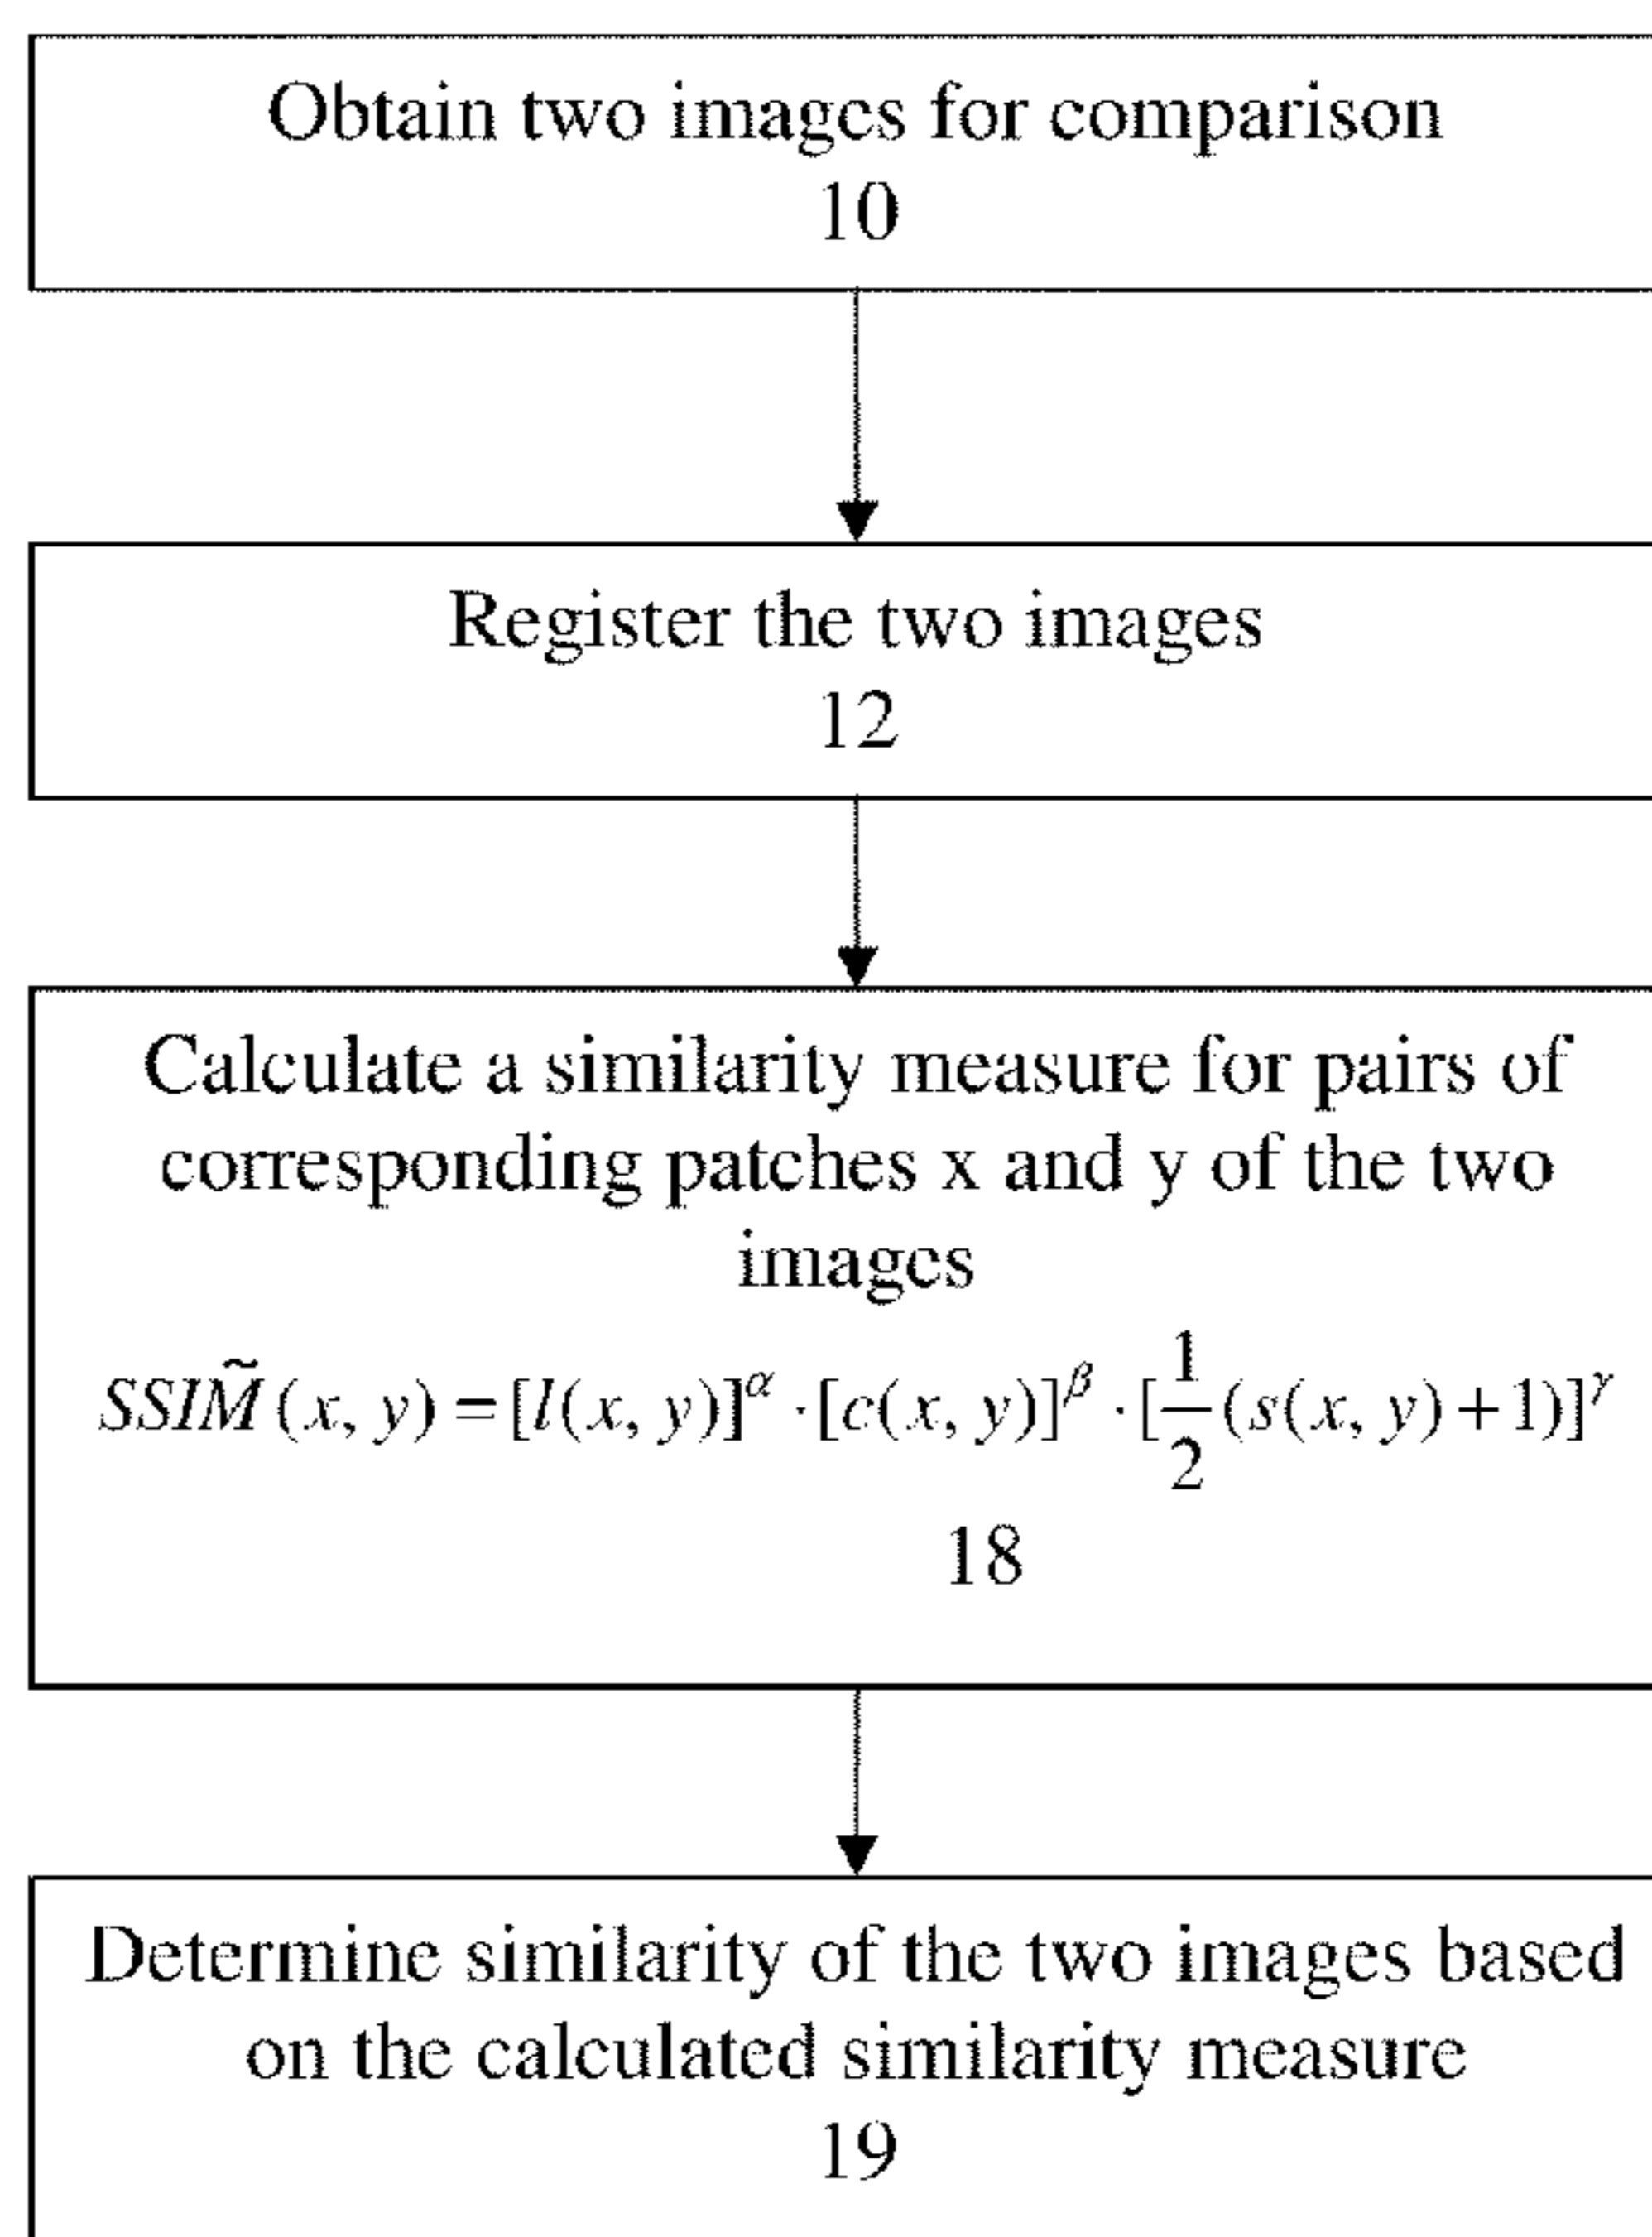 Obtain two images for comparison
10
Register the two images
12
Calculate a similarity measure for pairs of
corresponding patches x and y of the two
images
SSIM̃(x, y) = [l(x, y)]^α · [c(x, y)]^β · [1/2(s(x, y)+1)]^γ
18
Determine similarity of the two images based
on the calculated similarity measure
19